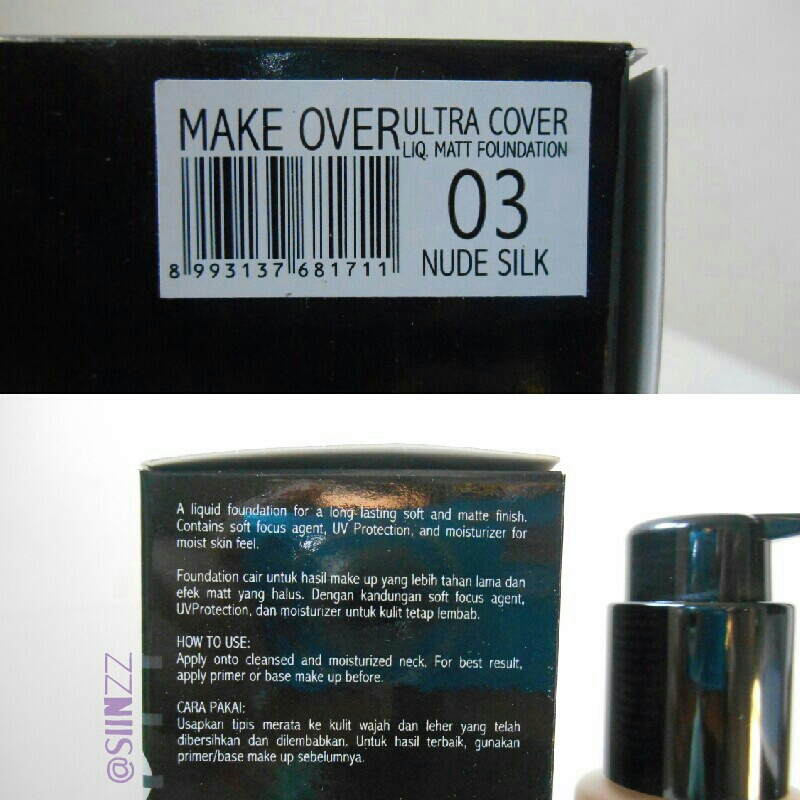 MAKE OVER
ULTRA COVER
LIQ. MATT FOUNDATION
03
NUDE SILK
8 993137 681711
A liquid foundation for a long-lasting soft and matte finish.
Contains soft focus agent, UV Protection, and moisturizer for
moist skin feel.
Foundation cair untuk hasil make up yang lebih tahan lama dan
efek matt yang halus. Dengan kandungan soft focus agent,
UVProtection, dan moisturizer untuk kulit tetap lembab.
HOW TO USE:
Apply onto cleansed and moisturized neck. For best result,
apply primer or base make up before.
CARA PAKAI:
Usapkan tipis merata ke kulit wajah dan leher yang telah
dibersihkan dan dilembabkan. Untuk hasil terbaik, gunakan
primer/base make up sebelumnya.
@SIINZZ